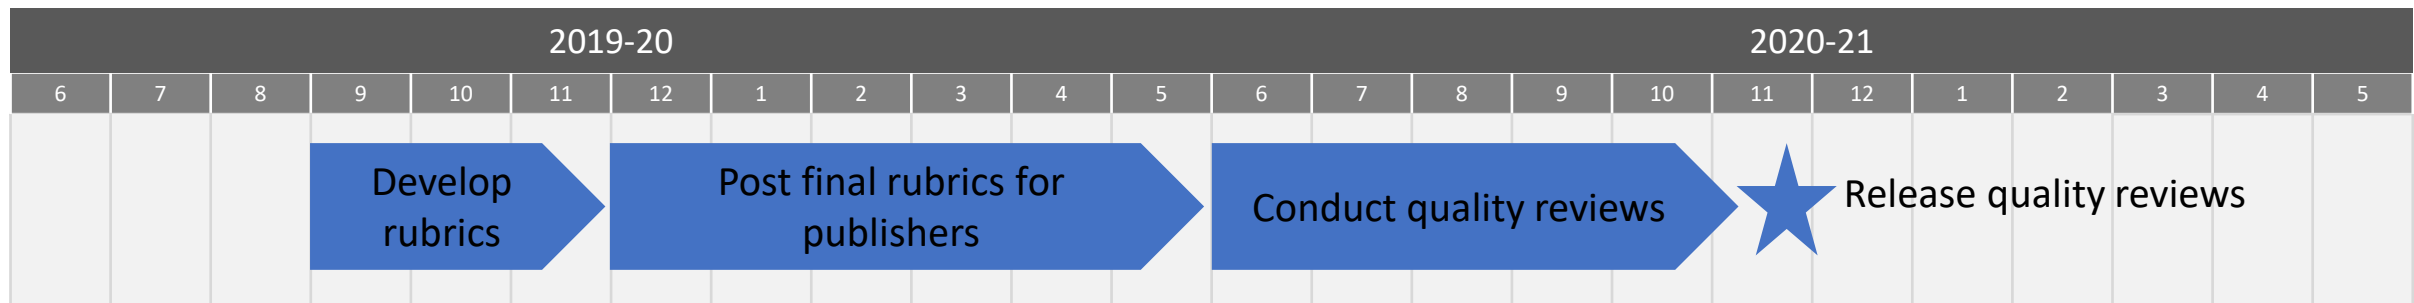 2019-20 2020-21
6 7 8 9 10 11 12 1 2 3 4 5 6 7 8 9 10 11 12 1 2 3 4 5
Develop
rubrics
Post final rubrics for
publishers
Conduct quality reviews
Release quality reviews